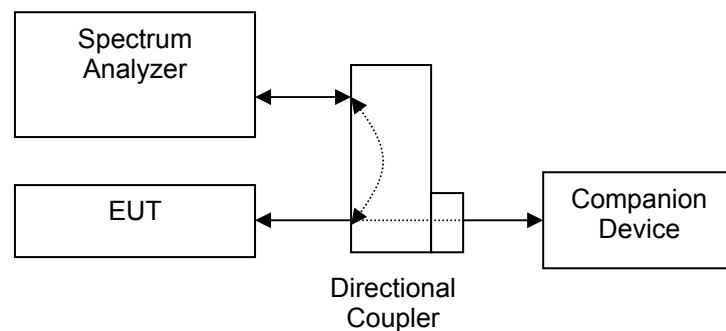 Spectrum
Analyzer
EUT
Companion
Device
Directional
Coupler